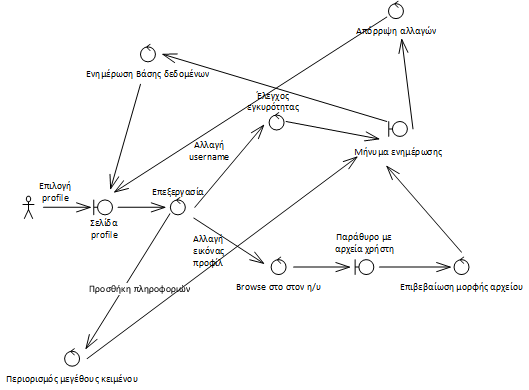 Απόρριψη αλλαγών
Ενημέρωση Βάσης δεδομένων
Έλεγχος
εγκυρότητας
Αλλαγή
username
Μήνυμα ενημέρωσης
Επιλογή
profile
Επεξεργασία
Σελίδα
profile
Αλλαγή
εικόνας
προφίλ
Παράθυρο με
αρχεία χρήστη
Προσθήκη πληροφοριών
Browse στο στον η/υ
Επιβεβαίωση μορφής αρχείου
Περιορισμός μεγέθους κειμένου